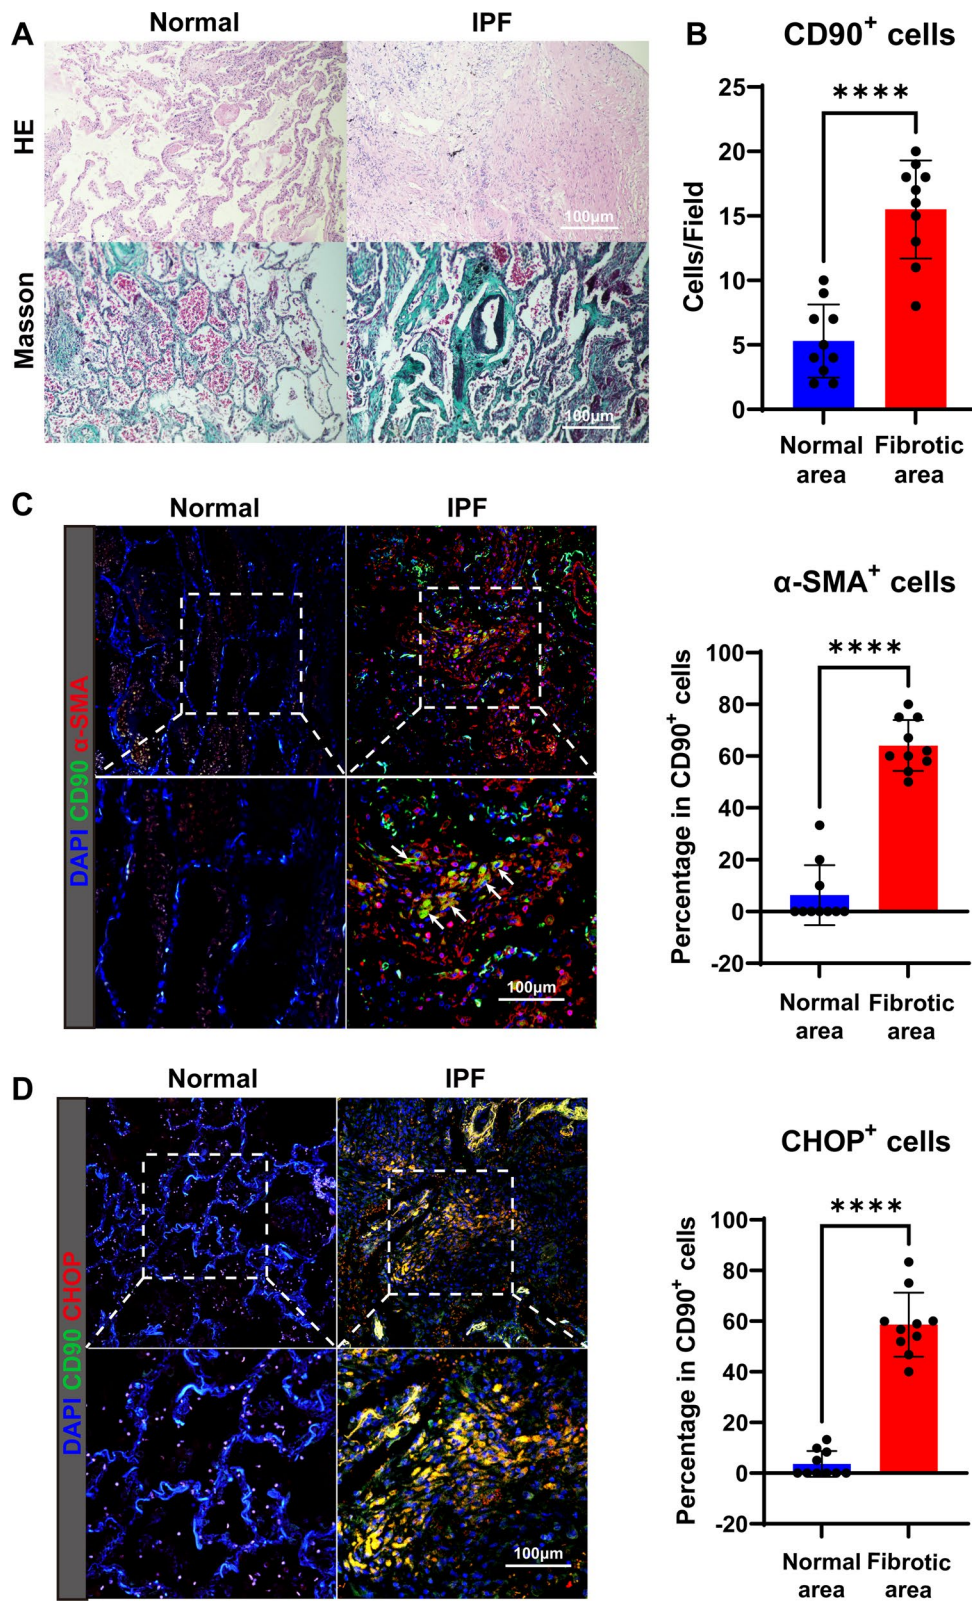 A
Normal
IPF
HE
100μm
Masson
100μm
B
CD90+ cells
****
Cells/Field
25
20
15
10
5
0
Normal area
Fibrotic area
C
Normal
IPF
DAPI CD90 α-SMA
100μm
α-SMA+ cells
****
Percentage in CD90+ cells
100
80
60
40
20
0
-20
Normal area
Fibrotic area
D
Normal
IPF
DAPI CD90 CHOP
100μm
CHOP+ cells
****
Percentage in CD90+ cells
100
80
60
40
20
0
-20
Normal area
Fibrotic area